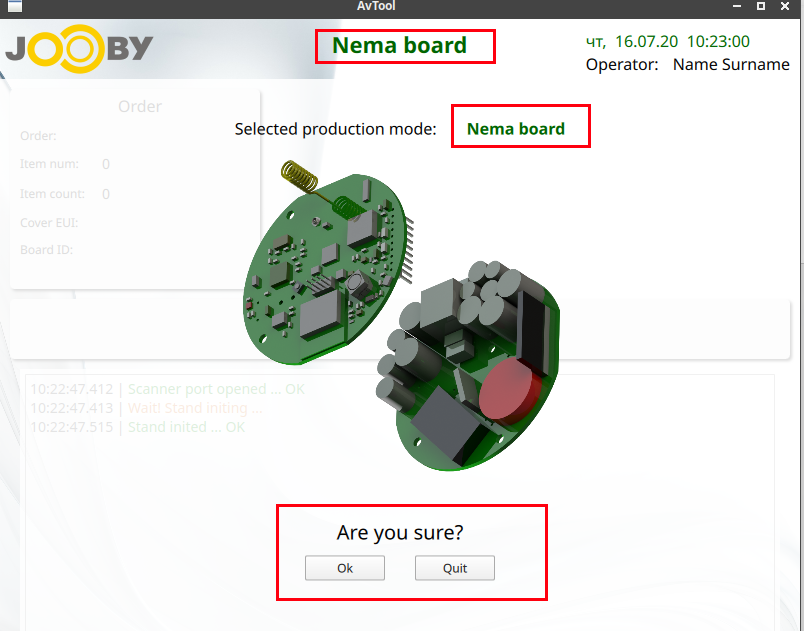 AvTool
JOOBY
Nema board
чт, 16.07.20 10:23:00
Operator: Name Surname
Order
Selected production mode: Nema board
Order:
Item num: 0
Item count: 0
Cover EUI:
Board ID:
10:22:47.412 | Scanner port opened ... OK
10:22:47.413 | Wait! Stand initing ...
10:22:47.515 | Stand inited ... OK
Are you sure?
Ok Quit